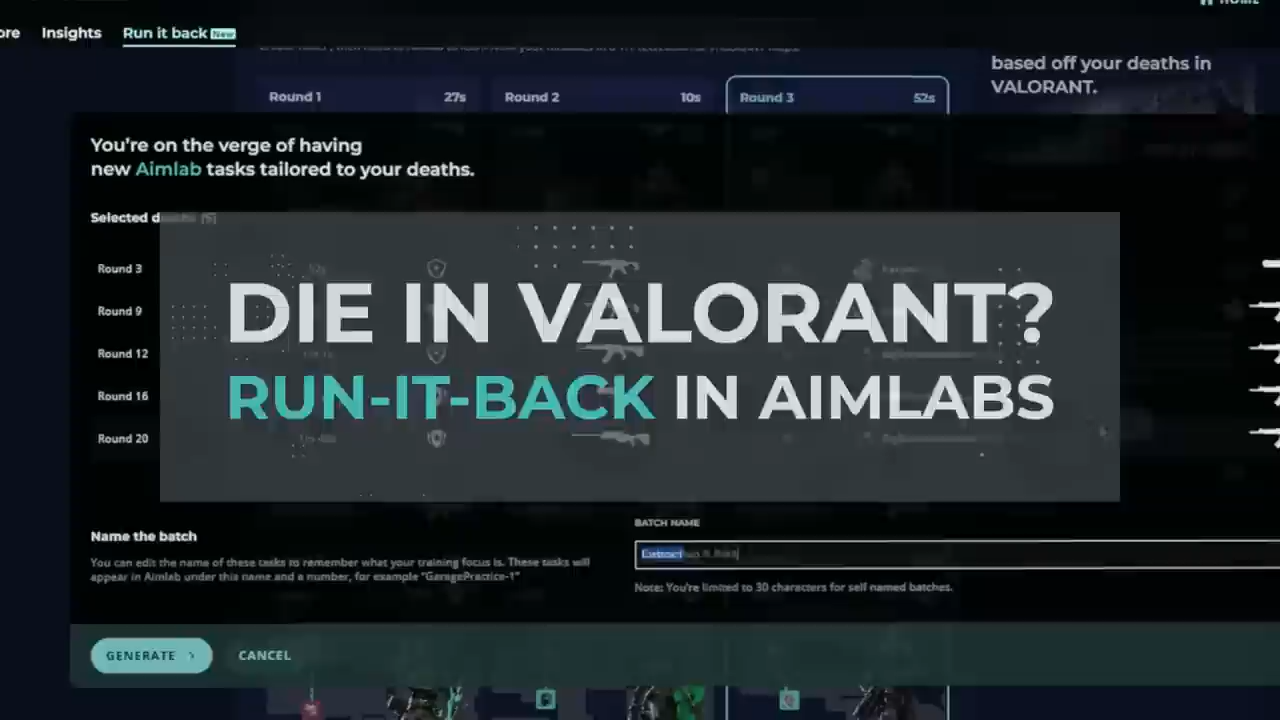 HOME
ore Insights Run it back New
based off your deaths in
VALORANT.
Round 1 27s Round 2 10s Round 3 52s
You're on the verge of having
new Aimlab tasks tailored to your deaths.
Selected
Round 3
Round 9
Round 12
Round 16
Round 20
DIE IN VALORANT?
RUN-IT-BACK IN AIMLABS
Name the batch
You can edit the name of these tasks to remember what your training focus is. These tasks will
appear in Aimlab under this name and a number, for example "GaragePractice-1"
BATCH NAME
Note: You're limited to 30 characters for self named batches.
GENERATE > CANCEL